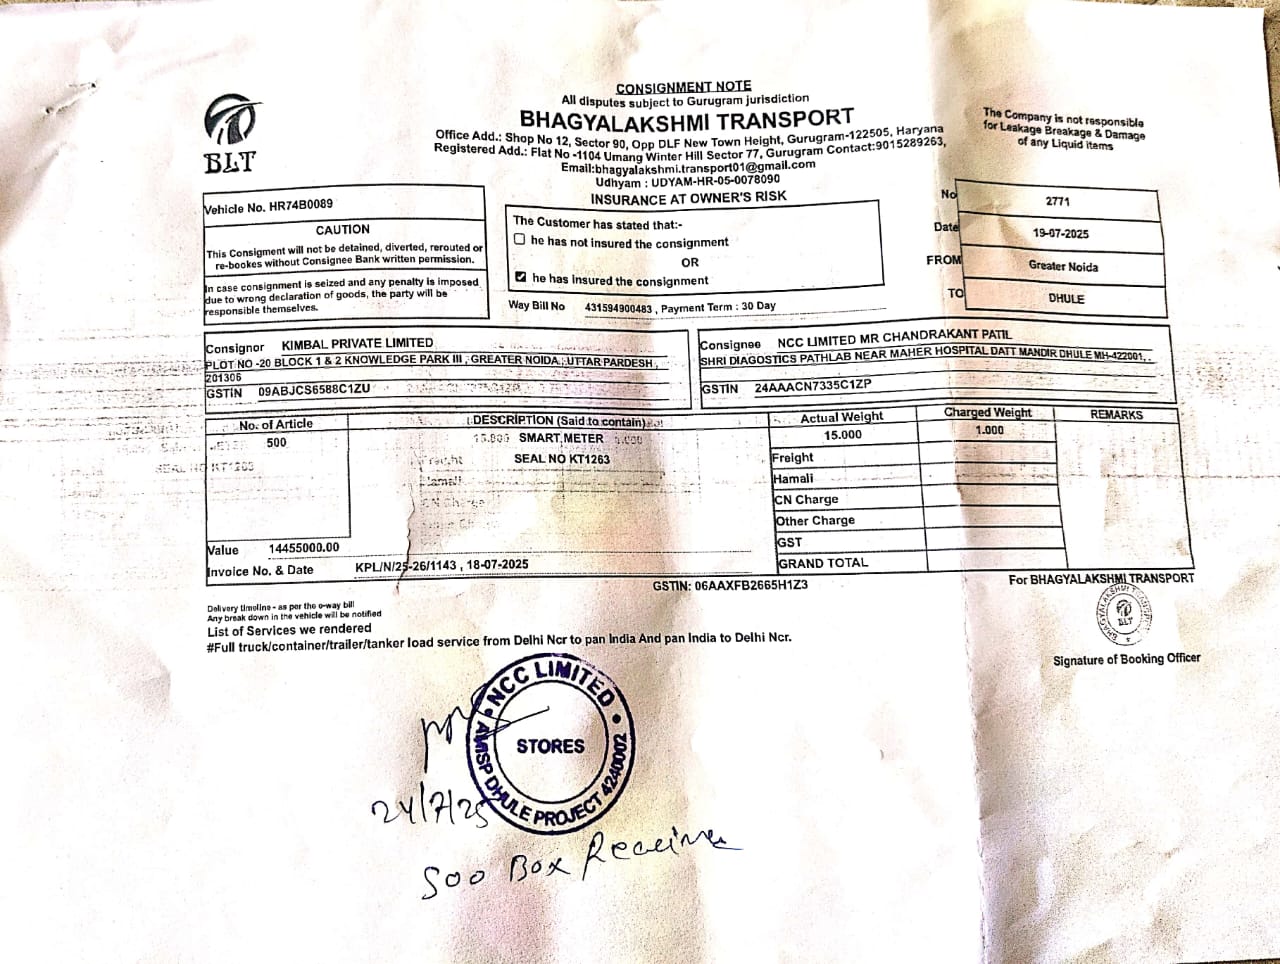 CONSIGNMENT NOTE
All disputes subject to Gurugram jurisdiction
BHAGYALAKSHMI TRANSPORT
Office Add.: Shop No 12, Sector 90, Opp DLF New Town Height, Gurugram-122505, Haryana
Registered Add.: Flat No -1104 Umang Winter Hill Sector 77, Gurugram Contact:9015289263,
Email:bhagyalakshmi.transport01@gmail.com
Udhyam : UDYAM-HR-05-0078090
INSURANCE AT OWNER'S RISK
The Company is not responsible
for Leakage Breakage & Damage
of any Liquid items
BLT
Vehicle No. HR74B0089
CAUTION
This Consignment will not be detained, diverted, rerouted or
re-bookes without Consignee Bank written permission.
In case consignment is seized and any penalty is imposed
due to wrong declaration of goods, the party will be
responsible themselves.
The Customer has stated that:-
he has not insured the consignment
OR
he has insured the consignment
Way Bill No 431594900483 , Payment Term : 30 Day
No 2771
Date 19-07-2025
FROM Greater Noida
TO DHULE
Consignor KIMBAL PRIVATE LIMITED
PLOT NO -20 BLOCK 1 & 2 KNOWLEDGE PARK III , GREATER NOIDA, UTTAR PARDESH ,
201306
GSTIN 09ABJCS6588C1ZU
Consignee NCC LIMITED MR CHANDRAKANT PATIL
SHRI DIAGOSTICS PATHLAB NEAR MAHER HOSPITAL DATT MANDIR DHULE MH-422001, .
GSTIN 24AAACN7335C1ZP
No. of Article DESCRIPTION (Said to contain) Actual Weight Charged Weight REMARKS
500 SMART METER 15.000 1.000
SEAL NO KT1263
SEAL NO KT1263
Freight
Hamali
CN Charge
Other Charge
GST
GRAND TOTAL
Value 14455000.00
Invoice No. & Date KPL/N/25-26/1143 , 18-07-2025
GSTIN: 06AAXFB2665H1Z3
For BHAGYALAKSHMI TRANSPORT
BHAGYALAKSHMI TRANSPORT
BLT
Signature of Booking Officer
Delivery timeline - as per the e-way bill
Any break down in the vehicle will be notified
List of Services we rendered
#Full truck/container/trailer/tanker load service from Delhi Ncr to pan India And pan India to Delhi Ncr.
NCC LIMITED
STORES
AMISP DHULE PROJECT 4240002
24/7/25
500 Box Receive